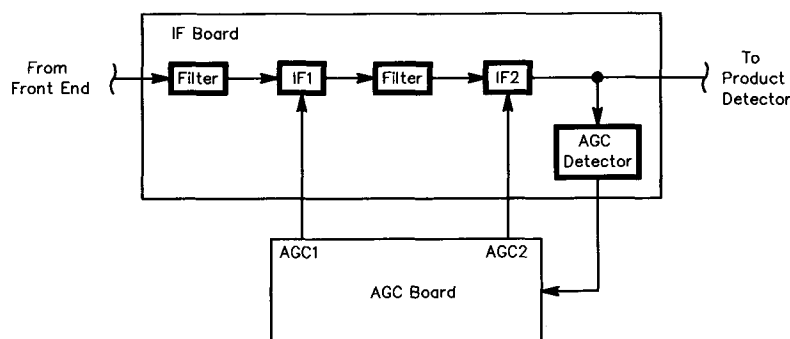 IF Board
From
Front End
Filter
IF1
Filter
IF2
To
Product
Detector
AGC
Detector
AGC1
AGC2
AGC Board